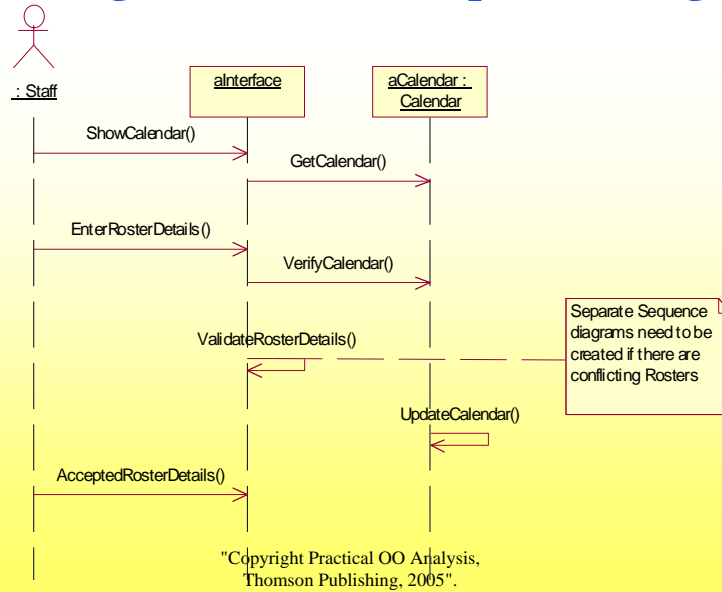 : Staff
aInterface
aCalendar :
Calendar
ShowCalendar()
GetCalendar()
EnterRosterDetails()
VerifyCalendar()
Separate Sequence
diagrams need to be
created if there are
conflicting Rosters
ValidateRosterDetails()
UpdateCalendar()
AcceptedRosterDetails()
"Copyright Practical OO Analysis,
Thomson Publishing, 2005".